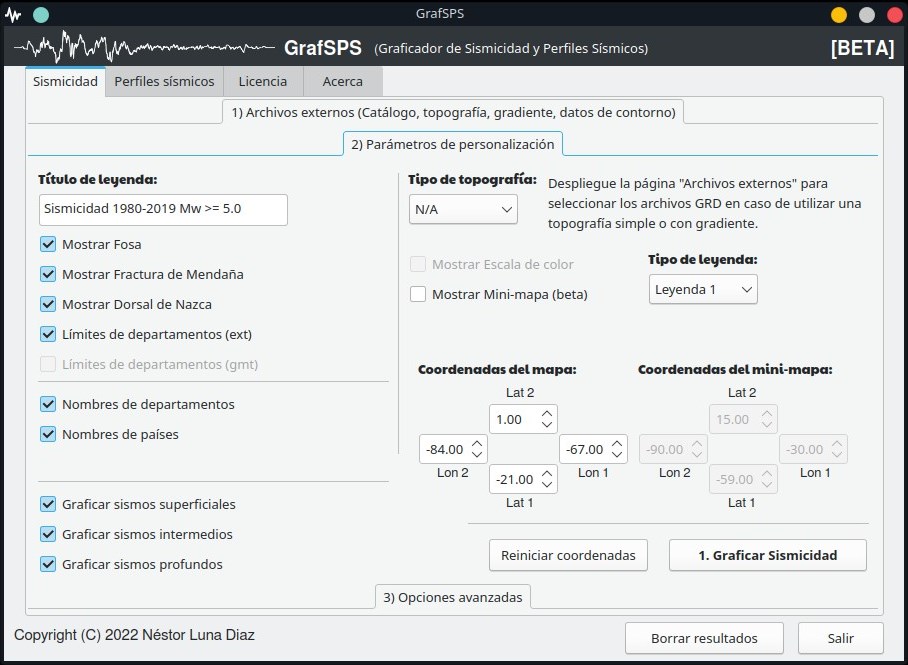 GrafSPS
GrafSPS (Graficador de Sismicidad y Perfiles Sísmicos) [BETA]
Sismicidad Perfiles sísmicos Licencia Acerca
1) Archivos externos (Catálogo, topografía, gradiente, datos de contorno)
2) Parámetros de personalización
Título de leyenda:
Sismicidad 1980-2019 Mw >= 5.0
Mostrar Fosa
Mostrar Fractura de Mendaña
Mostrar Dorsal de Nazca
Límites de departamentos (ext)
Límites de departamentos (gmt)
Nombres de departamentos
Nombres de países
Graficar sismos superficiales
Graficar sismos intermedios
Graficar sismos profundos
Tipo de topografía:
N/A
Despliegue la página "Archivos externos" para
seleccionar los archivos GRD en caso de utilizar una
topografía simple o con gradiente.
Mostrar Escala de color
Mostrar Mini-mapa (beta)
Tipo de leyenda:
Leyenda 1
Coordenadas del mapa:
Lat 2
1.00
-84.00 -67.00
Lon 2 Lon 1
-21.00
Lat 1
Coordenadas del mini-mapa:
Lat 2
15.00
-90.00 -30.00
Lon 2 Lon 1
-59.00
Lat 1
Reiniciar coordenadas 1. Graficar Sismicidad
3) Opciones avanzadas
Copyright (C) 2022 Néstor Luna Diaz
Borrar resultados Salir